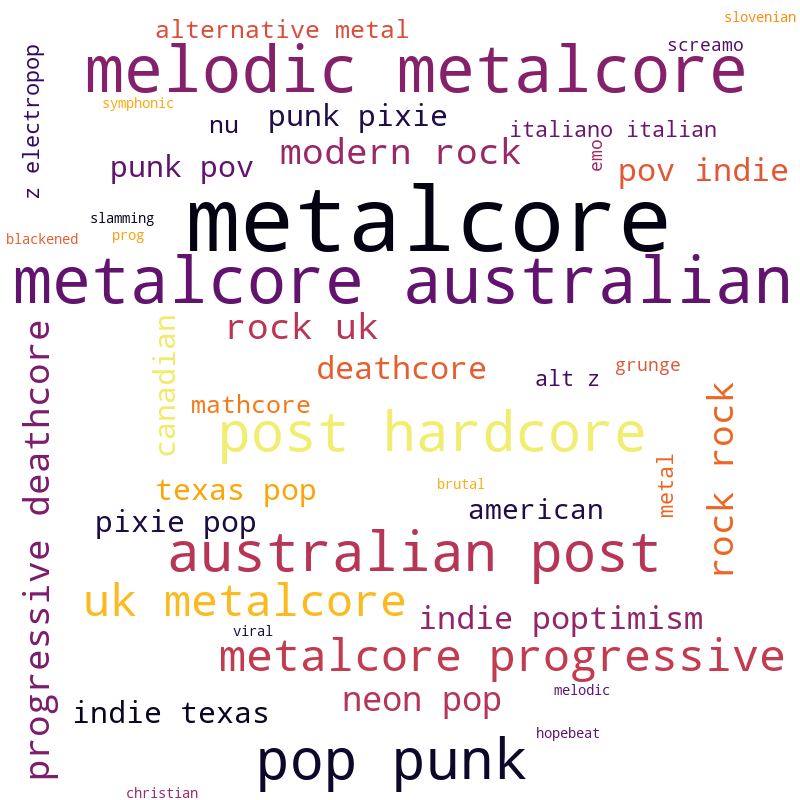 slovenian
alternative metal
screamo
melodic metalcore
z electropop
symphonic
punk pixie
nu
italiano italian
modern rock
emo
punk pov
pov indie
metalcore
slamming
prog
blackened
metalcore australian
rock uk
canadian
progressive deathcore
deathcore
grunge
alt z
rock rock
mathcore
post hardcore
metal
brutal
texas pop
american
pixie pop
australian post
uk metalcore
indie poptimism
viral
metalcore progressive
neon pop
melodic
indie texas
hopebeat
pop punk
christian